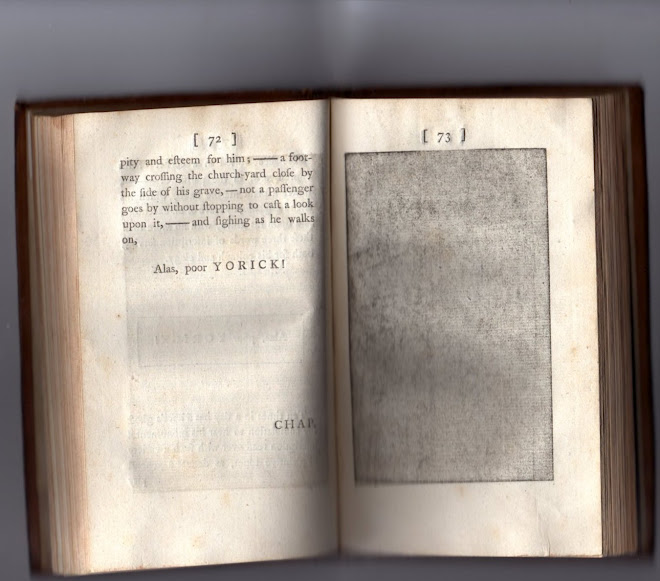 [ 72 ]
pity and eſteem for him;——a foot-
way croſſing the church-yard cloſe by
the ſide of his grave,—not a paſſenger
goes by without ſtopping to caſt a look
upon it,——and ſighing as he walks
on,
Alas, poor YORICK!
CHAP.
[ 73 ]